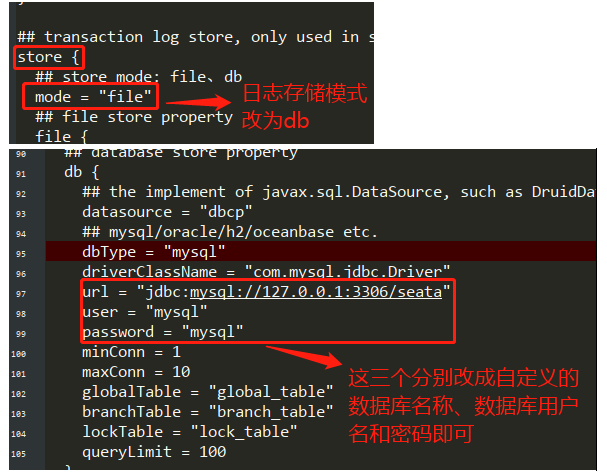 }
## transaction log store, only used in s
store {
## store mode: file、db
mode = "file"
日志存储模式
改为db
## file store property
file {
90 ## database store property
91 db {
92 ## the implement of javax.sql.DataSource, such as DruidDa
93 datasource = "dbcp"
94 ## mysql/oracle/h2/oceanbase etc.
95 dbType = "mysql"
96 driverClassName = "com.mysql.jdbc.Driver"
97 url = "jdbc:mysql://127.0.0.1:3306/seata"
98 user = "mysql"
99 password = "mysql"
100 minConn = 1
101 maxConn = 10
102 globalTable = "global_table"
103 branchTable = "branch_table"
104 lockTable = "lock_table"
105 queryLimit = 100
}
这三个分别改成自定义的
数据库名称、数据库用户
名和密码即可